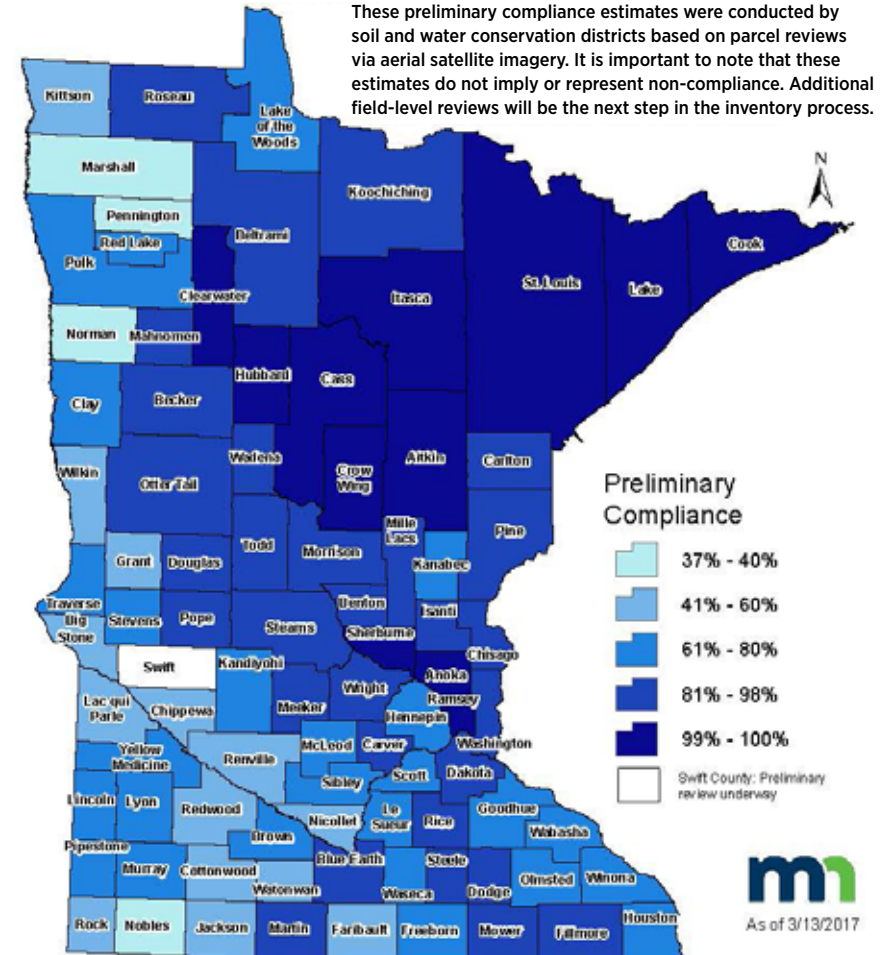 These preliminary compliance estimates were conducted by
soil and water conservation districts based on parcel reviews
via aerial satellite imagery. It is important to note that these
estimates do not imply or represent non-compliance. Additional
field-level reviews will be the next step in the inventory process.
Kittson
Roseau
Lake
of the
Woods
Marshall
Koochiching
N
Pennington
Beltrami
Red Lake
Cook
Polk
St. Louis
Lake
Clearwater
Itasca
Norman
Mahnomen
Hubbard
Cass
Clay
Becker
Wadena
Aitkin
Carlton
Wilkin
Otter Tail
Crow
Wing
Preliminary
Compliance
Mille
Lacs
Pine
Todd
Morrison
Grant
Douglas
Kanabec
37% - 40%
Traverse
Benton
Isanti
41% - 60%
Big
Stone
Stevens
Pope
Stearns
Sherburne
Swift
Kandiyohi
Chisago
61% - 80%
Anoka
Wright
Ramsey
81% - 98%
Lac qui
Parle
Chippewa
Meeker
Hennepin
99% - 100%
Yellow
Medicine
Renville
McLeod
Carver
Washington
Scott
Dakota
Swift County: Preliminary
review underway
Sibley
Lincoln
Lyon
Redwood
Nicollet
Le
Sueur
Rice
Goodhue
Brown
Wabasha
Pipestone
Murray
Cottonwood
Watonwan
Blue Earth
Waseca
Steele
Dodge
Olmsted
Winona
Rock
Nobles
Jackson
Martin
Faribault
Freeborn
Mower
Fillmore
Houston
mn
As of 3/13/2017